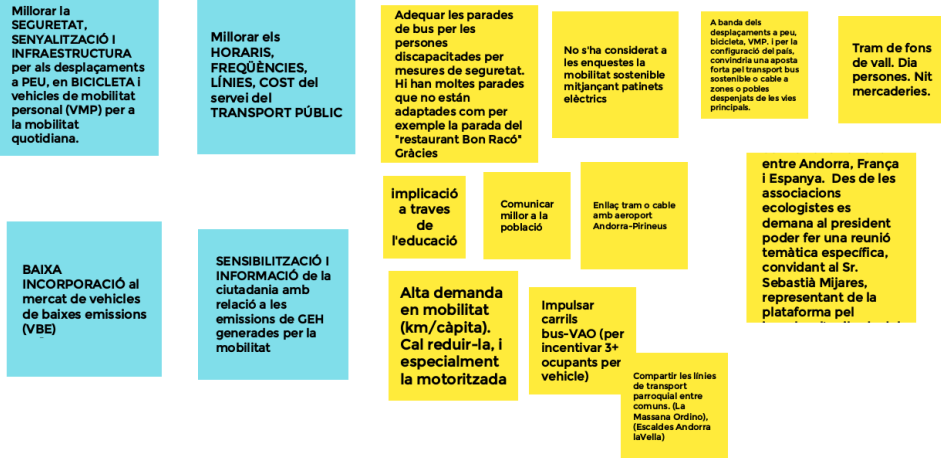 Millorar la
SEGURETAT,
SENYALITZACIÓ I
INFRAESTRUCTURA
per als desplaçaments
a PEU, en BICICLETA i
vehicles de mobilitat
personal (VMP) per a
la mobilitat
quotidiana.
Millorar els
HORARIS,
FREQÜÈNCIES,
LÍNIES, COST del
servei del
TRANSPORT PÚBLIC
Adequar les parades
de bus per les
persones
discapacitades per
mesures de seguretat.
Hi han moltes parades
que no están
adaptades com per
exemple la parada del
"restaurant Bon Racó"
Gràcies
No s'ha considerat a
les enquestes la
mobilitat sostenible
mitjançant patinets
elèctrics
A banda dels
desplaçaments a peu,
bicicleta, VMP. i per la
configuració del país,
convindria una aposta
forta pel transport bus
sostenible o cable a
zones o pobles
despenjats de les vies
principals.
Tram de fons
de vall. Dia
persones. Nit
mercaderies.
implicació
a traves
de
l'educació
Comunicar
millor a la
població
Enllaç tram o cable
amb aeroport
Andorra-Pirineus
entre Andorra, França
i Espanya. Des de les
associacions
ecologistes es
demana al president
poder fer una reunió
temàtica específica,
convidant al Sr.
Sebastià Mijares,
representant de la
plataforma pel
BAIXA
INCORPORACIÓ al
mercat de vehicles
de baixes emissions
(VBE)
SENSIBILITZACIÓ I
INFORMACIÓ de la
ciutadania amb
relació a les
emissions de GEH
generades per la
mobilitat
Alta demanda
en mobilitat
(km/càpita).
Cal reduir-la, i
especialment
la motoritzada
Impulsar
carrils
bus-VAO (per
incentivar 3+
ocupants per
vehicle)
Compartir les línies
de transport
parroquial entre
comuns. (La
Massana Ordino),
(Escaldes Andorra
laVella)